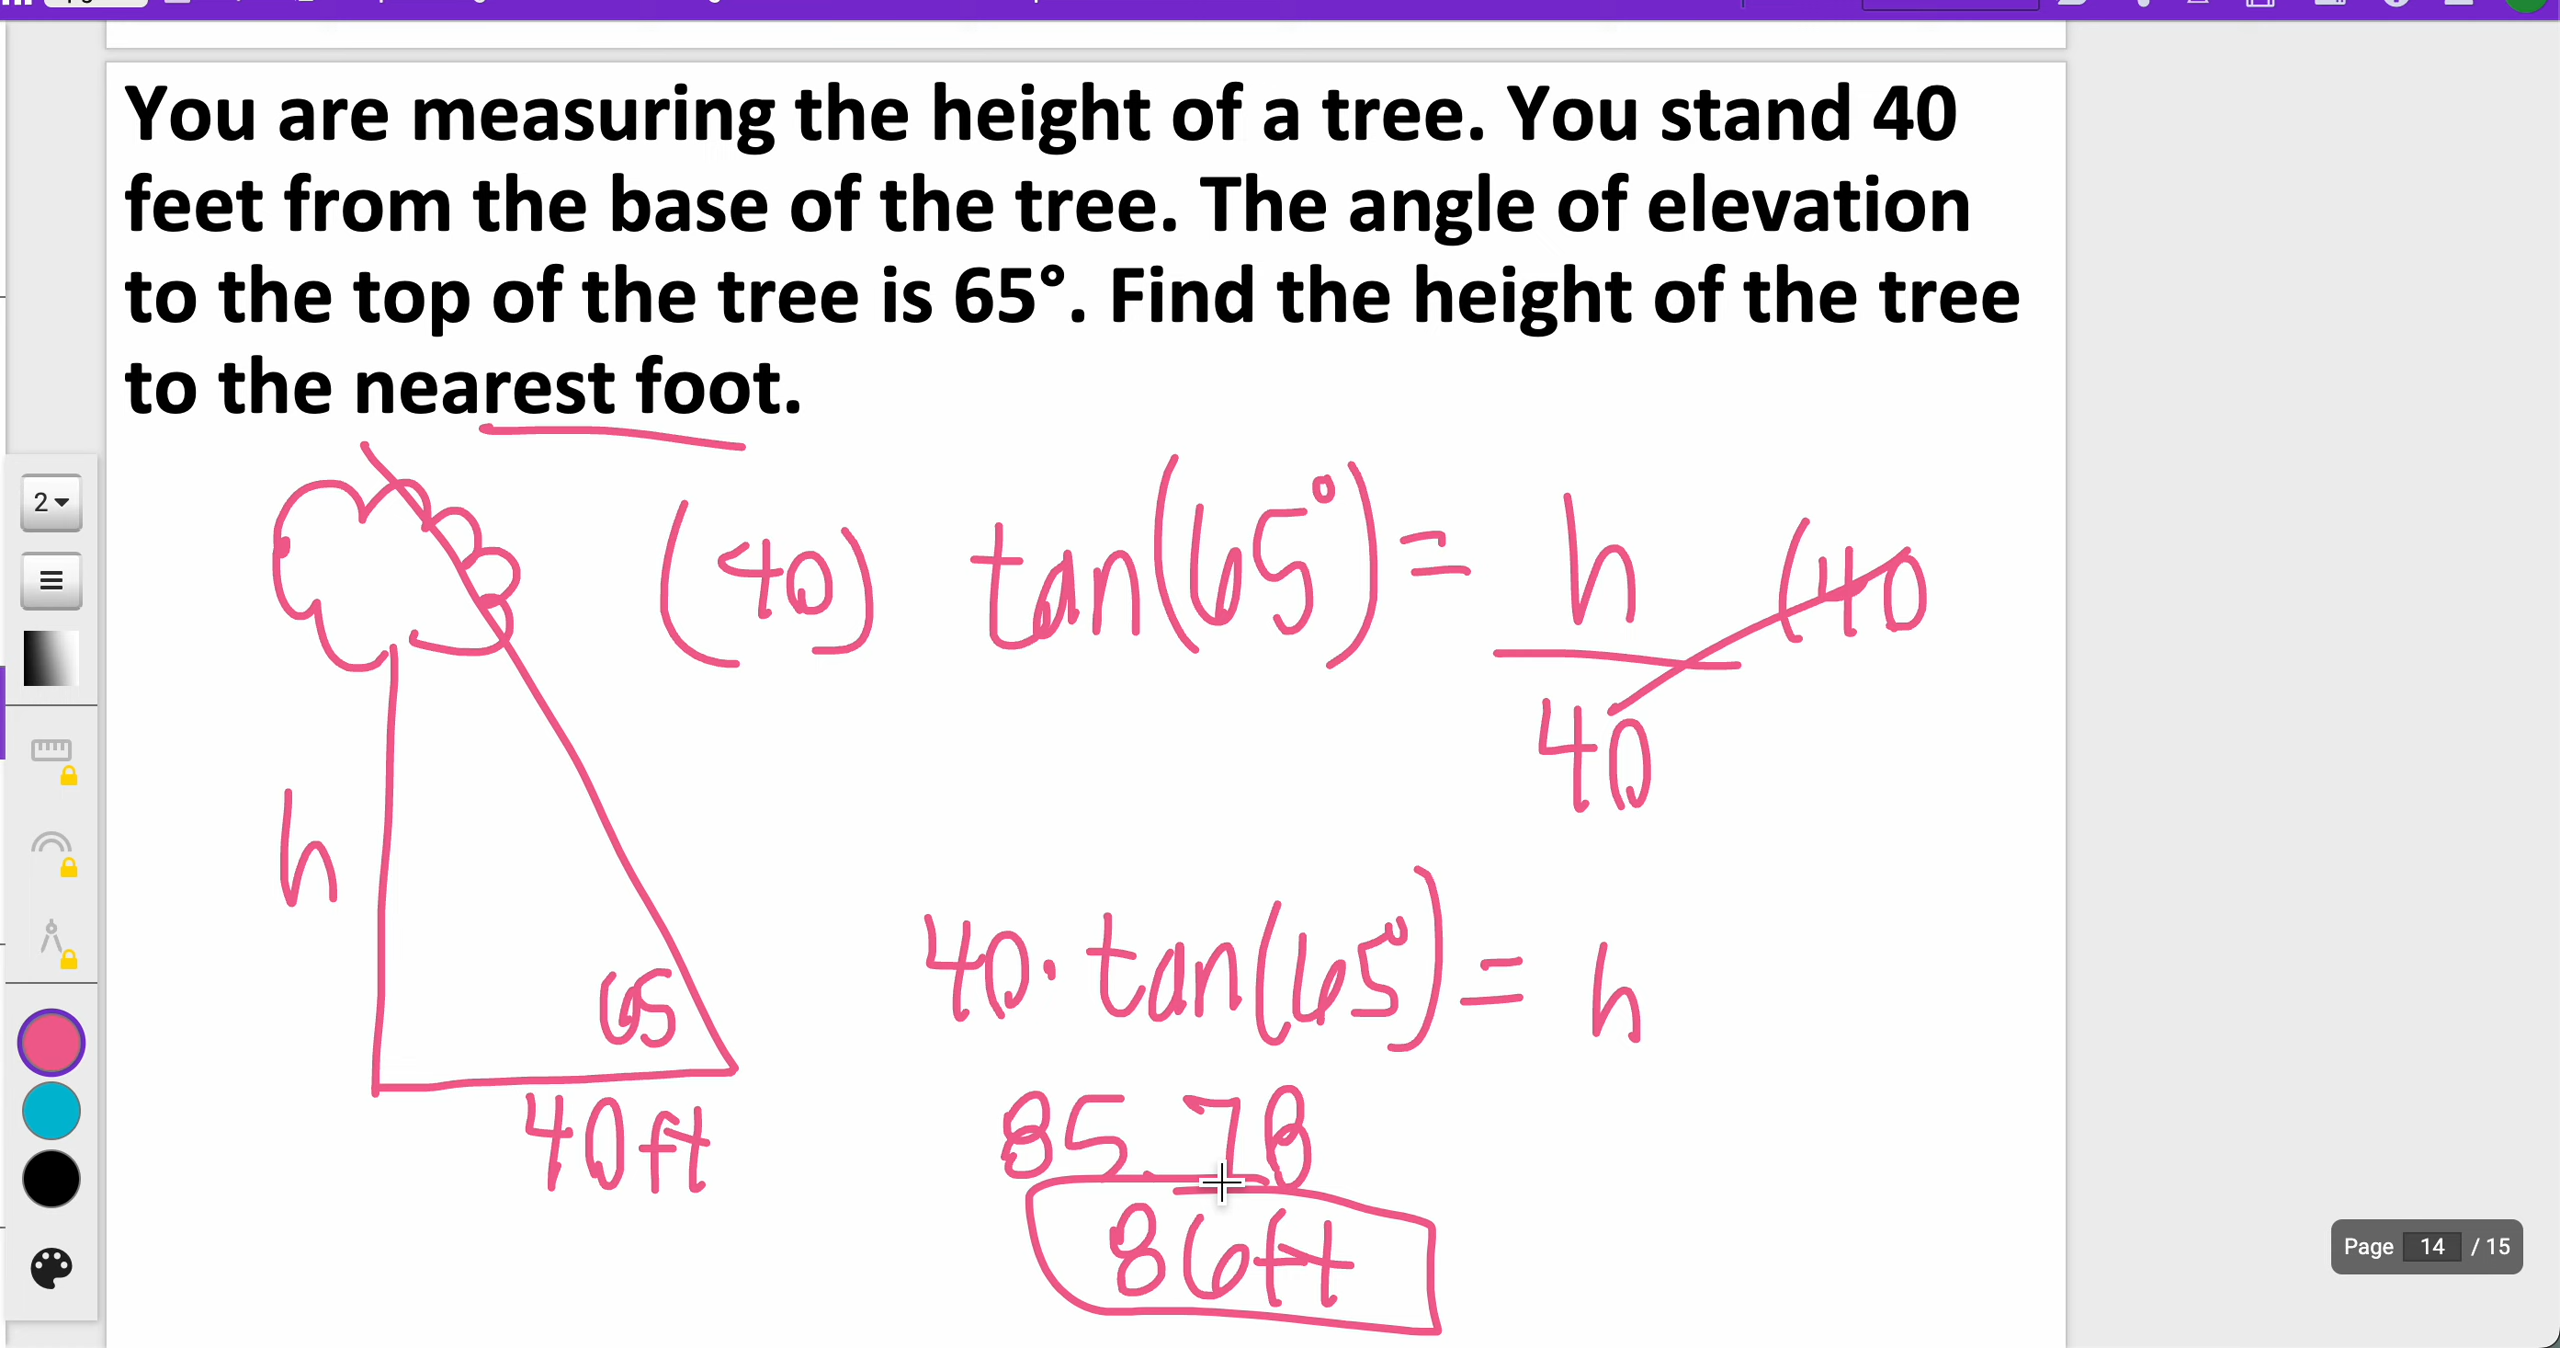 You are measuring the height of a tree. You stand 40
feet from the base of the tree. The angle of elevation
to the top of the tree is 65°. Find the height of the tree
to the nearest foot.
2
(40) tan(65°) = h (40
40
h
65
40 · tan(65°) = h
40ft
85.78
86ft
Page 14 / 15